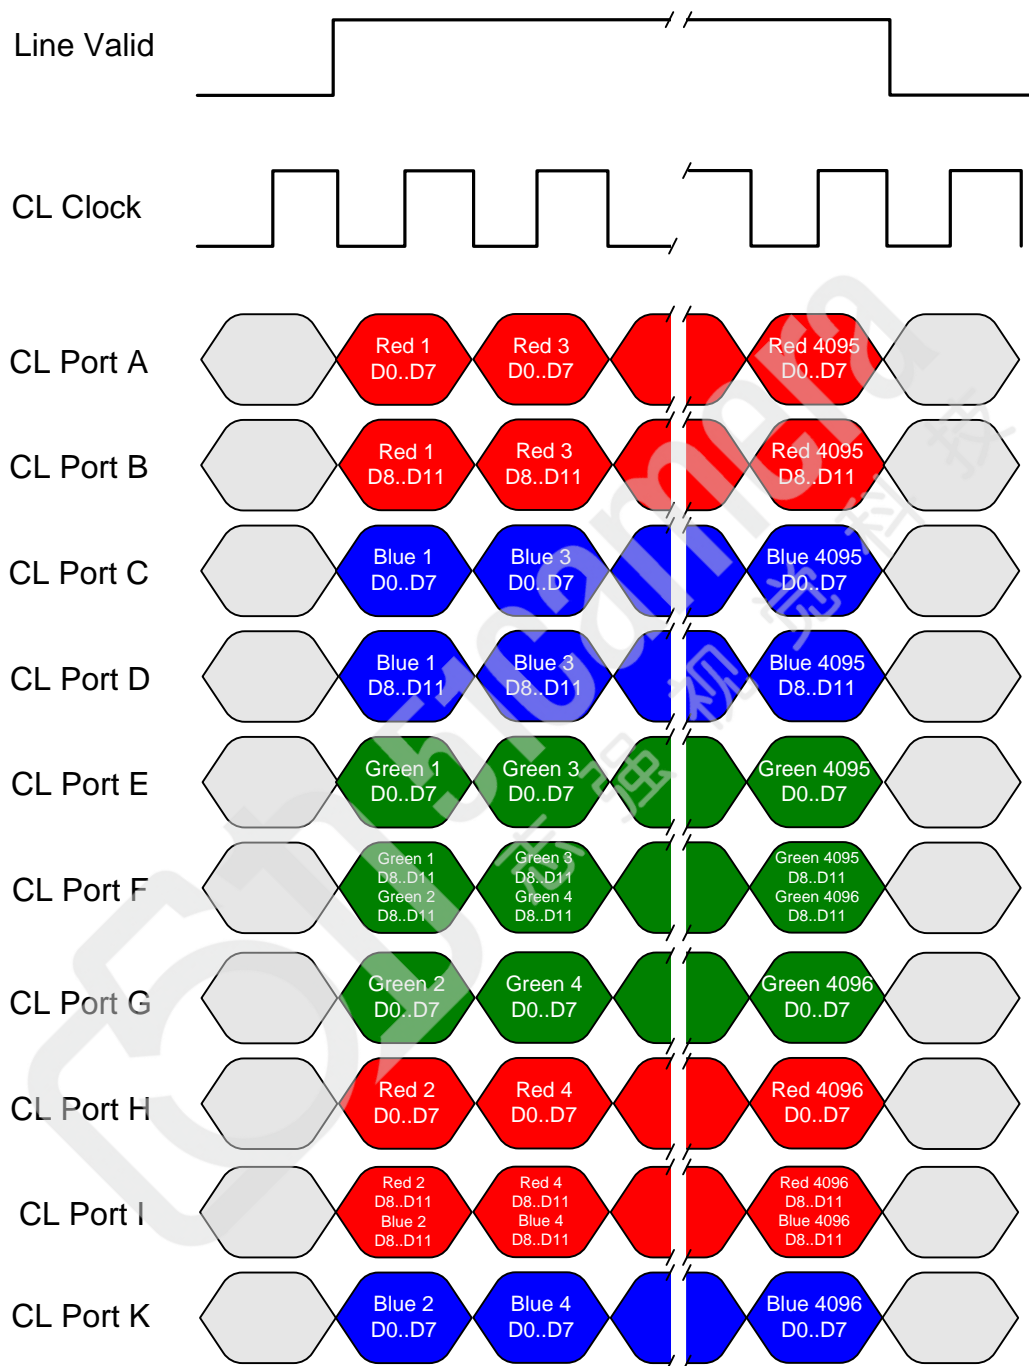 Line Valid
CL Clock
CL Port A
Red 1
D0..D7
Red 3
D0..D7
Red 4095
D0..D7
CL Port B
Red 1
D8..D11
Red 3
D8..D11
Red 4095
D8..D11
CL Port C
Blue 1
D0..D7
Blue 3
D0..D7
Blue 4095
D0..D7
CL Port D
Blue 1
D8..D11
Blue 3
D8..D11
Blue 4095
D8..D11
CL Port E
Green 1
D0..D7
Green 3
D0..D7
Green 4095
D0..D7
CL Port F
Green 1
D8..D11
Green 2
D8..D11
Green 3
D8..D11
Green 4
D8..D11
Green 4095
D8..D11
Green 4096
D8..D11
CL Port G
Green 2
D0..D7
Green 4
D0..D7
Green 4096
D0..D7
CL Port H
Red 2
D0..D7
Red 4
D0..D7
Red 4096
D0..D7
CL Port I
Red 2
D8..D11
Blue 2
D8..D11
Red 4
D8..D11
Blue 4
D8..D11
Red 4096
D8..D11
Blue 4096
D8..D11
CL Port K
Blue 2
D0..D7
Blue 4
D0..D7
Blue 4096
D0..D7
51camera
志强视觉科技